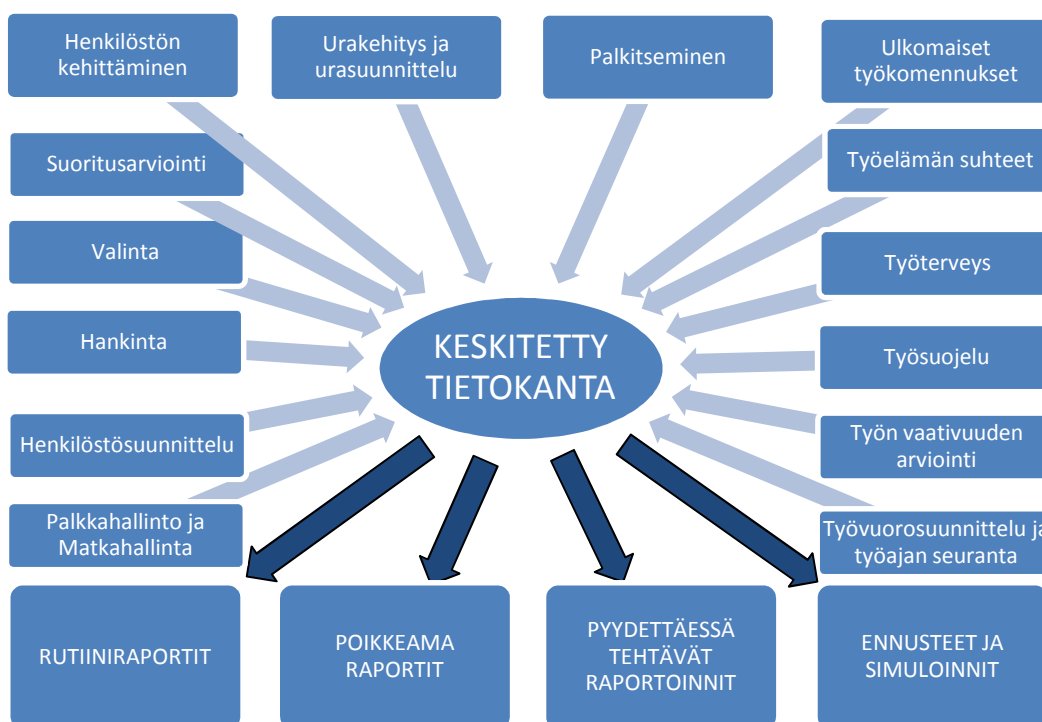 Henkilöstön
kehittäminen
Urakehitys ja
urasuunnittelu
Palkitseminen
Ulkomaiset
työkomennukset
Suoritusarviointi
Työelämän suhteet
Valinta
Työterveys
Hankinta
KESKITETTY
TIETOKANTA
Työsuojelu
Henkilöstösuunnittelu
Työn vaativuuden
arviointi
Palkkahallinto ja
Matkahallinta
Työvuorosuunnittelu ja
työajan seuranta
RUTIINIRAPORTIT
POIKKEAMA
RAPORTIT
PYYDETTÄESSÄ
TEHTÄVÄT
RAPORTOINNIT
ENNUSTEET JA
SIMULOINNIT